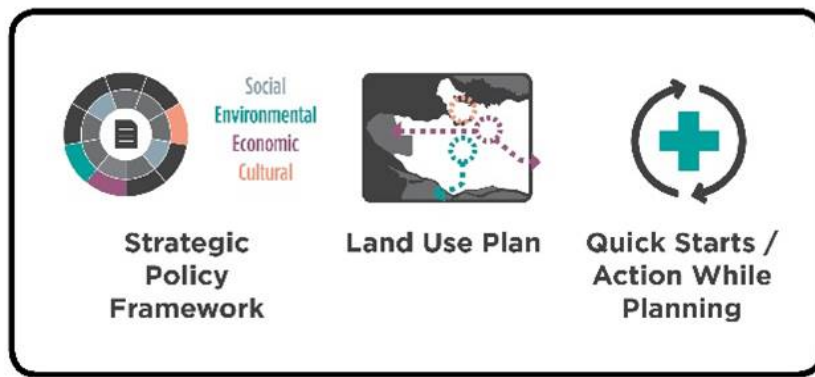 Social
Environmental
Economic
Cultural
Strategic
Policy
Framework
Land Use Plan
Quick Starts /
Action While
Planning